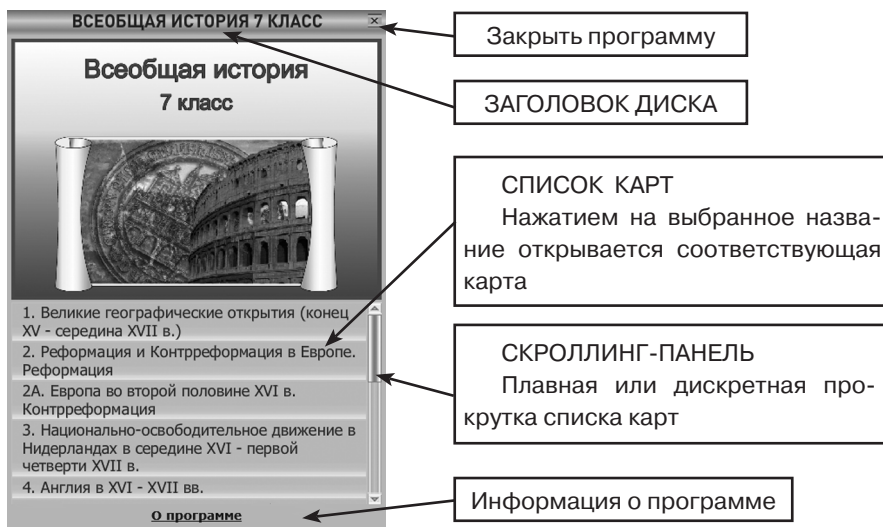 ВСЕОБЩАЯ ИСТОРИЯ 7 КЛАСС
Всеобщая история
7 класс
1. Великие географические открытия (конец
XV - середина XVII в.)
2. Реформация и Контрреформация в Европе.
Реформация
2А. Европа во второй половине XVI в.
Контрреформация
3. Национально-освободительное движение в
Нидерландах в середине XVI - первой
четверти XVII в.
4. Англия в XVI - XVII вв.
О программе
Закрыть программу
ЗАГОЛОВОК ДИСКА
СПИСОК КАРТ
Нажатием на выбранное назва-
ние открывается соответствующая
карта
СКРОЛЛИНГ-ПАНЕЛЬ
Плавная или дискретная про-
крутка списка карт
Информация о программе